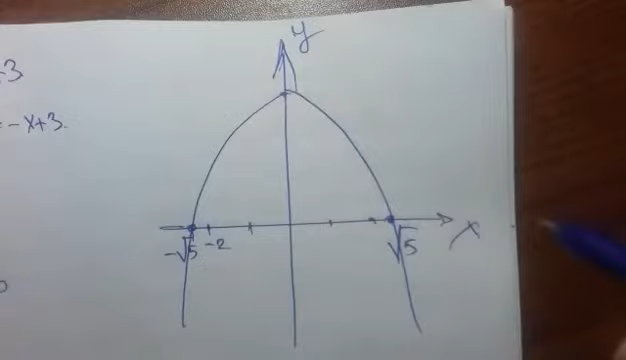 y
+3
= -x+3.
x
-√5 -2 √5